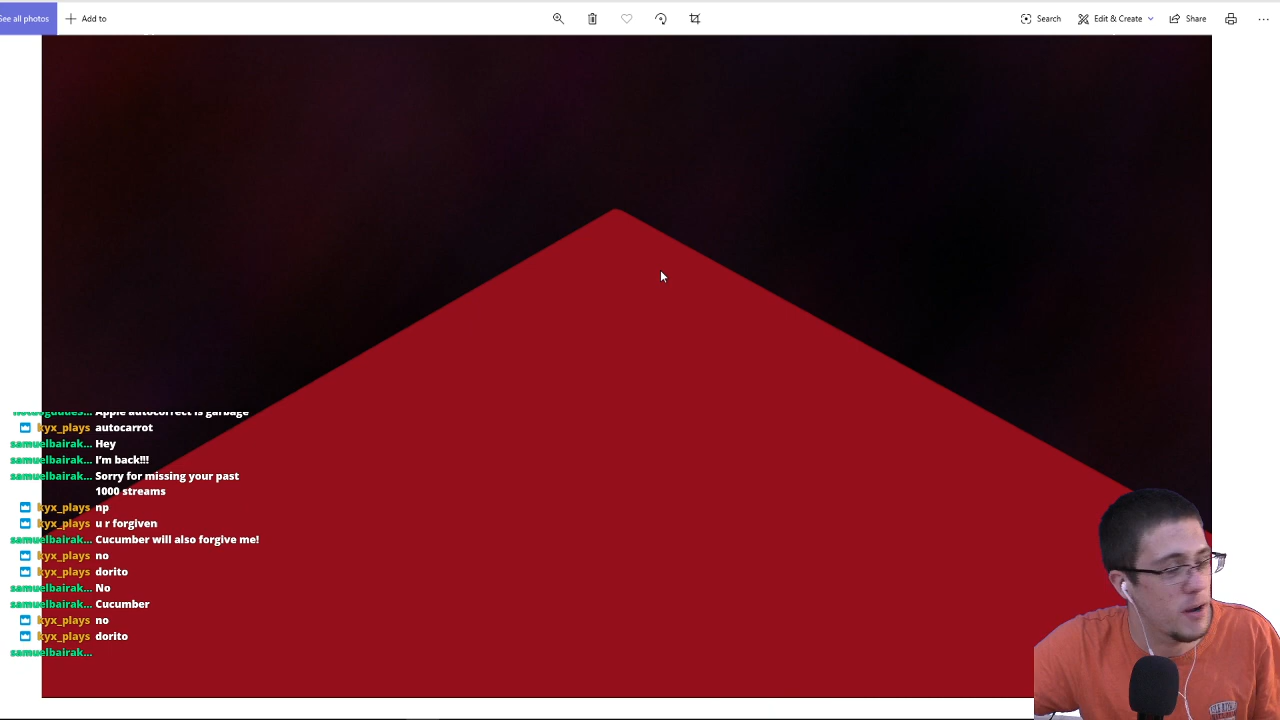 See all photos
Add to
Search
Edit & Create
Share
Apple autocorrect is garbage
kyx_plays autocarrot
samuelbairak... Hey
samuelbairak... I'm back!!!
samuelbairak... Sorry for missing your past
1000 streams
kyx_plays np
kyx_plays u r forgiven
samuelbairak... Cucumber will also forgive me!
kyx_plays no
kyx_plays dorito
samuelbairak... No
samuelbairak... Cucumber
kyx_plays no
kyx_plays dorito
samuelbairak...